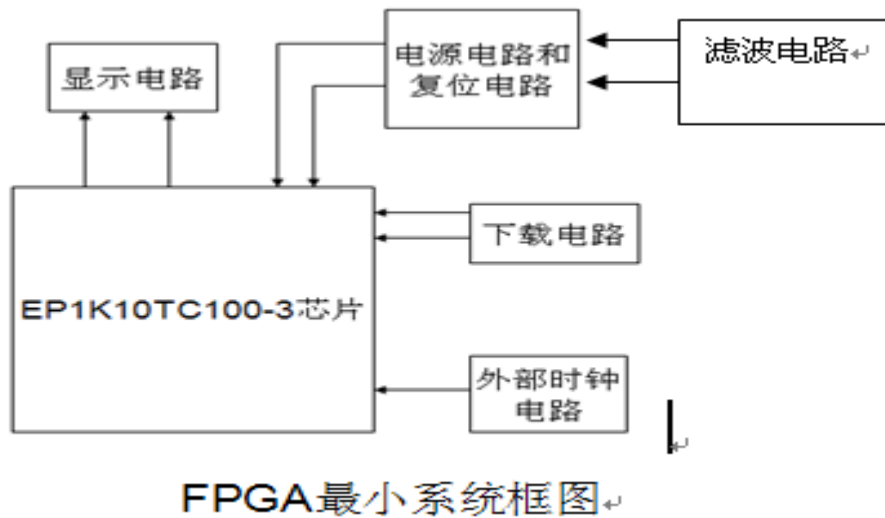 显示电路
电源电路和
复位电路
滤波电路
下载电路
EP1K10TC100-3芯片
外部时钟
电路
FPGA最小系统框图